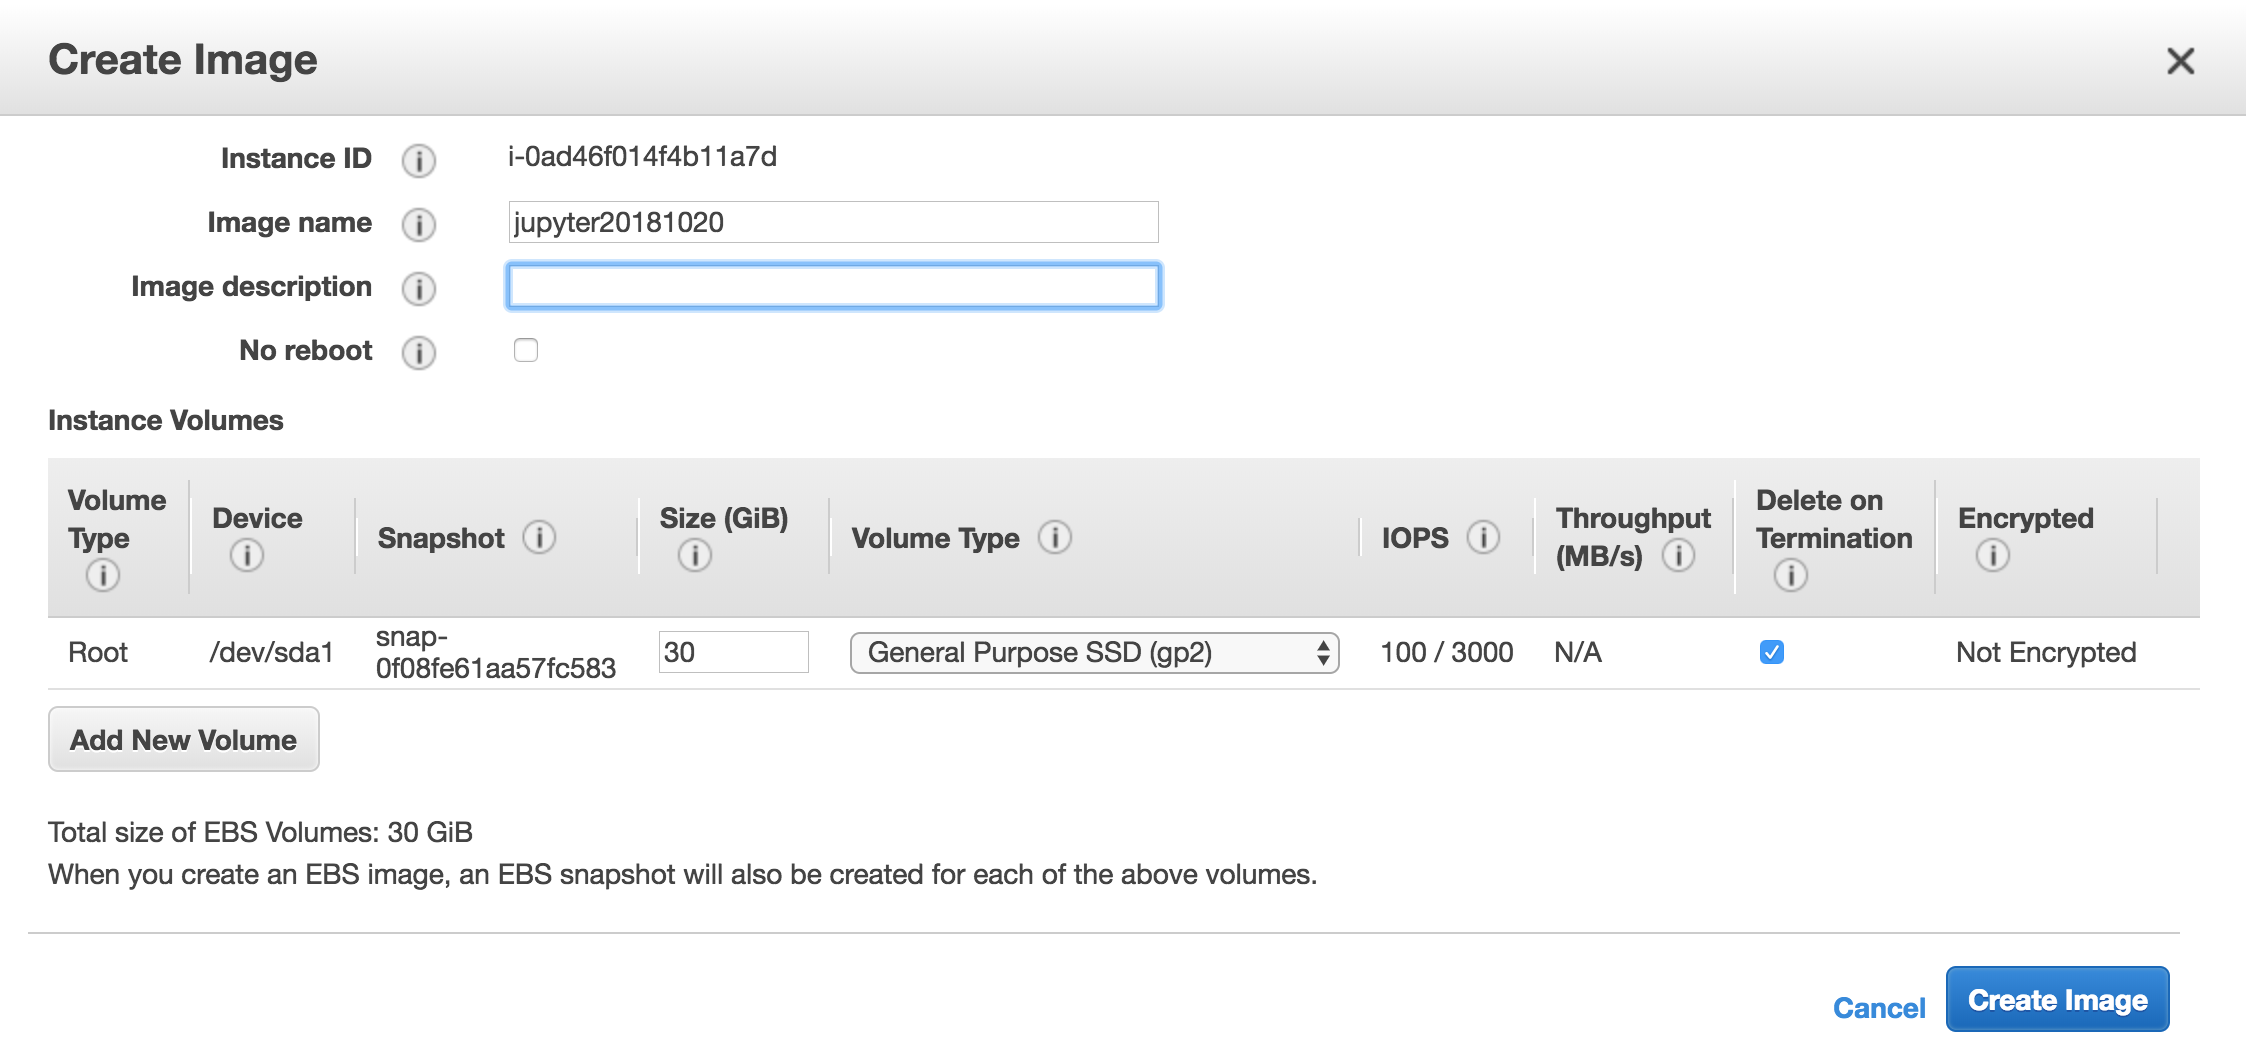 Create Image
Instance ID i-0ad46f014f4b11a7d
Image name jupyter20181020
Image description
No reboot
Instance Volumes
Volume Type Device Snapshot Size (GiB) Volume Type IOPS Throughput (MB/s) Delete on Termination Encrypted
Root /dev/sda1 snap-0f08fe61aa57fc583 30 General Purpose SSD (gp2) 100 / 3000 N/A Not Encrypted
Add New Volume
Total size of EBS Volumes: 30 GiB
When you create an EBS image, an EBS snapshot will also be created for each of the above volumes.
Cancel Create Image